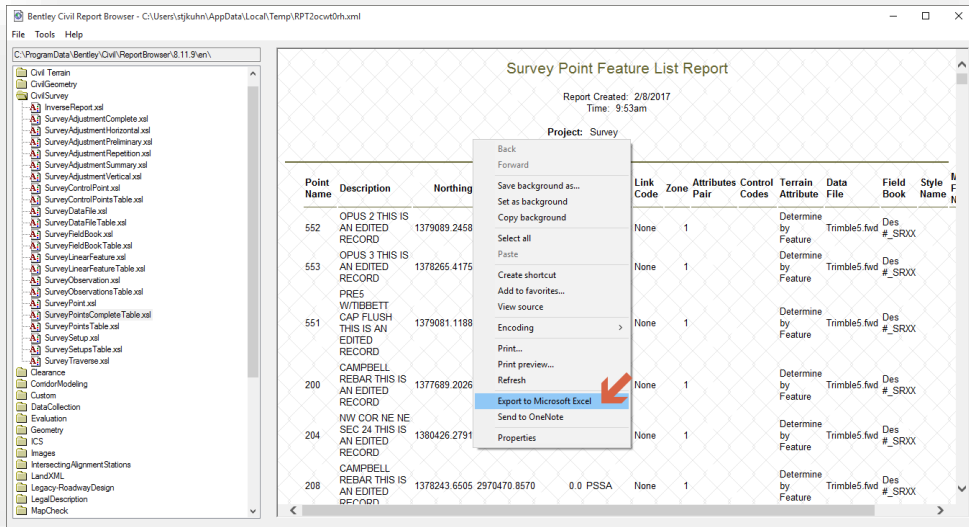 Bentley Civil Report Browser - C:\Users\stjkuhn\AppData\Local\Temp\RPT2ocwt0rh.xml
File Tools Help
C:\ProgramData\Bentley\Civil\ReportBrowser\8.11.9\en\
Civil Terrain
CivilGeometry
CivilSurvey
InverseReport.xsl
SurveyAdjustmentComplete.xsl
SurveyAdjustmentHorizontal.xsl
SurveyAdjustmentPreliminary.xsl
SurveyAdjustmentRepetition.xsl
SurveyAdjustmentSummary.xsl
SurveyAdjustmentVertical.xsl
SurveyControlPoint.xsl
SurveyControlPointsTable.xsl
SurveyDataFile.xsl
SurveyDataFileTable.xsl
SurveyFieldBook.xsl
SurveyFieldBookTable.xsl
SurveyLinearFeature.xsl
SurveyLinearFeatureTable.xsl
SurveyObservation.xsl
SurveyObservationsTable.xsl
SurveyPoint.xsl
SurveyPointsCompleteTable.xsl
SurveyPointsTable.xsl
SurveySetup.xsl
SurveySetupsTable.xsl
SurveyTraverse.xsl
Clearance
CorridorModeling
Custom
DataCollection
Evaluation
Geometry
ICS
Images
IntersectingAlignmentStations
LandXML
Legacy-RoadwayDesign
LegalDescription
MapCheck
Survey Point Feature List Report
Report Created: 2/8/2017
Time: 9:53am
Project: Survey
Point Name Description Northing Link Code Zone Attributes Pair Control Codes Terrain Attribute Data File Field Book Style Name
552 OPUS 2 THIS IS AN EDITED RECORD 1379089.2458 None 1 Determine by Feature Trimble5.fwd Des #_SRXX
553 OPUS 3 THIS IS AN EDITED RECORD 1378265.4175 None 1 Determine by Feature Trimble5.fwd Des #_SRXX
551 PRE5 W/TIBBETT CAP FLUSH THIS IS AN EDITED RECORD 1379081.1188 None 1 Determine by Feature Trimble5.fwd Des #_SRXX
200 CAMPBELL REBAR THIS IS AN EDITED RECORD 1377689.2026 None 1 Determine by Feature Trimble5.fwd Des #_SRXX
204 NW COR NE NE SEC 24 THIS IS AN EDITED RECORD 1380426.2791 None 1 Determine by Feature Trimble5.fwd Des #_SRXX
208 CAMPBELL REBAR THIS IS AN EDITED RECORD 1378243.6505 2970470.8570 0.0 PSSA None 1 Determine by Feature Trimble5.fwd Des #_SRXX
Back
Forward
Save background as...
Set as background
Copy background
Select all
Paste
Create shortcut
Add to favorites...
View source
Encoding
Print...
Print preview...
Refresh
Export to Microsoft Excel
Send to OneNote
Properties